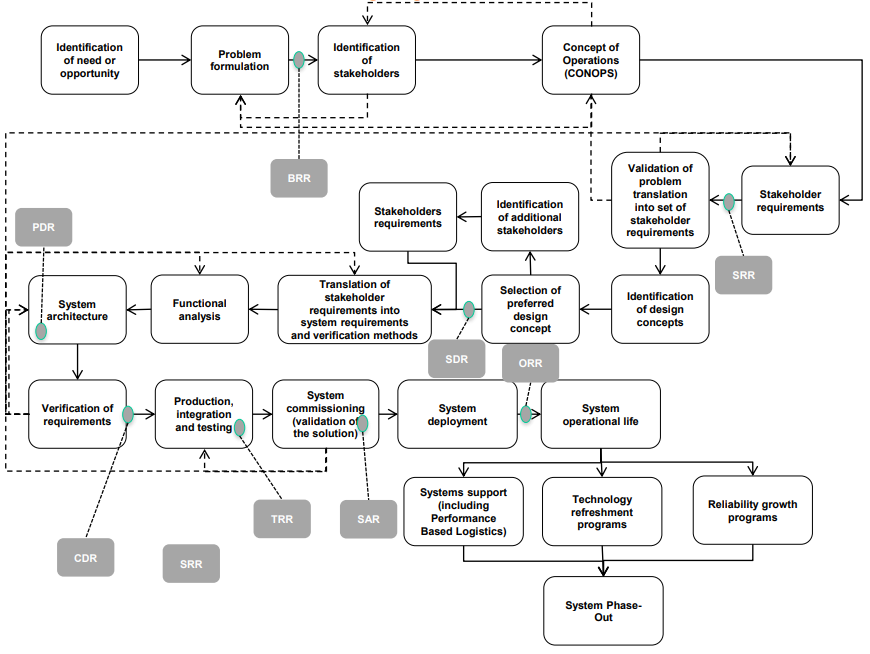 Identification
of need or
opportunity
Problem
formulation
Identification
of
stakeholders
Concept of
Operations
(CONOPS)
BRR
Stakeholders
requirements
Identification
of additional
stakeholders
Validation of
problem
translation
into set of
stakeholder
requirements
Stakeholder
requirements
PDR
SRR
System
architecture
Functional
analysis
Translation of
stakeholder
requirements into
system requirements
and verification methods
Selection of
preferred
design
concept
Identification
of design
concepts
SDR
ORR
Verification of
requirements
Production,
integration
and testing
System
commissioning
(validation of
the solution)
System
deployment
System
operational life
Systems support
(including
Performance
Based Logistics)
Technology
refreshment
programs
Reliability growth
programs
TRR
SAR
CDR
SRR
System Phase-
Out